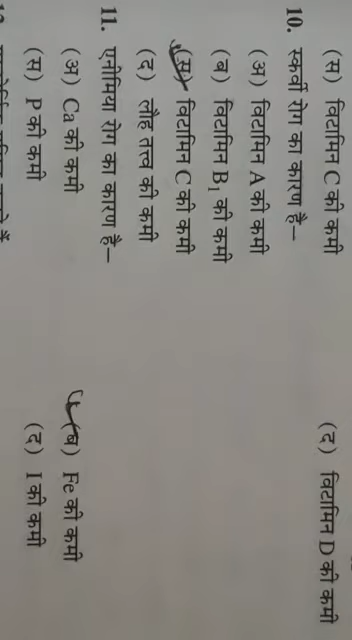 (स) विटामिन C की कमी (द) विटामिन D की कमी
10. स्कर्वी रोग का कारण है–
(अ) विटामिन A की कमी
(ब) विटामिन B₁ की कमी
(स) विटामिन C की कमी
(द) लौह तत्त्व की कमी
11. एनीमिया रोग का कारण है–
(अ) Ca की कमी (ब) Fe की कमी
(स) P की कमी (द) I की कमी